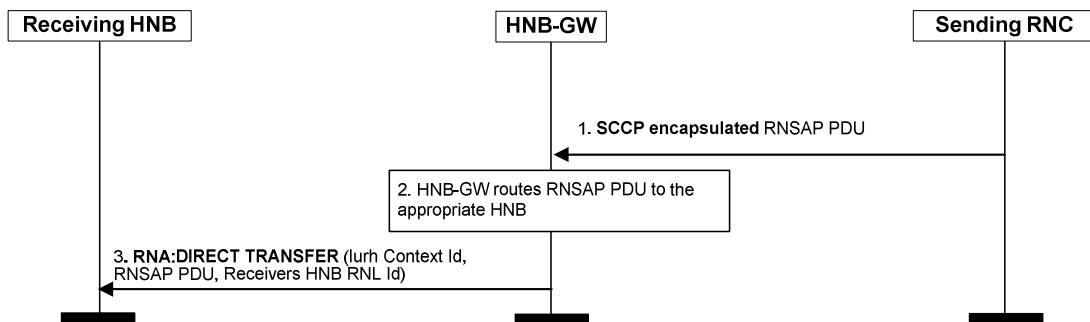 Receiving HNB
HNB-GW
Sending RNC
1. SCCP encapsulated RNSAP PDU
2. HNB-GW routes RNSAP PDU to the
appropriate HNB
3. RNA:DIRECT TRANSFER (Iurh Context Id,
RNSAP PDU, Receivers HNB RNL Id)